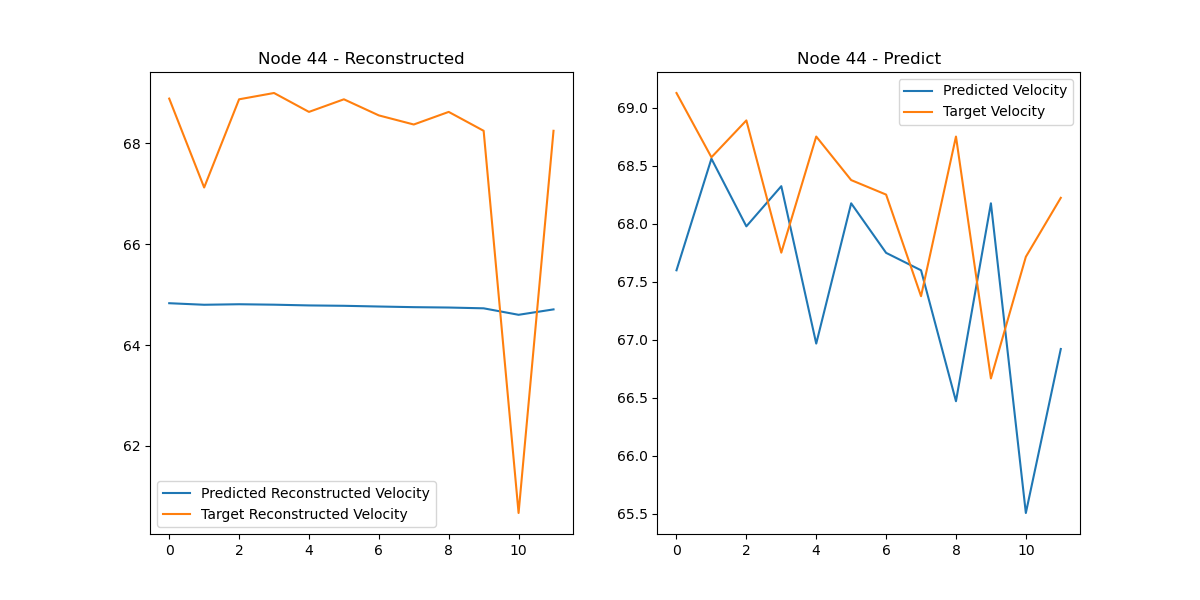 Node 44 - Reconstructed
68
66
64
62
0 2 4 6 8 10
Predicted Reconstructed Velocity
Target Reconstructed Velocity
Node 44 - Predict
69.0
68.5
68.0
67.5
67.0
66.5
66.0
65.5
0 2 4 6 8 10
Predicted Velocity
Target Velocity